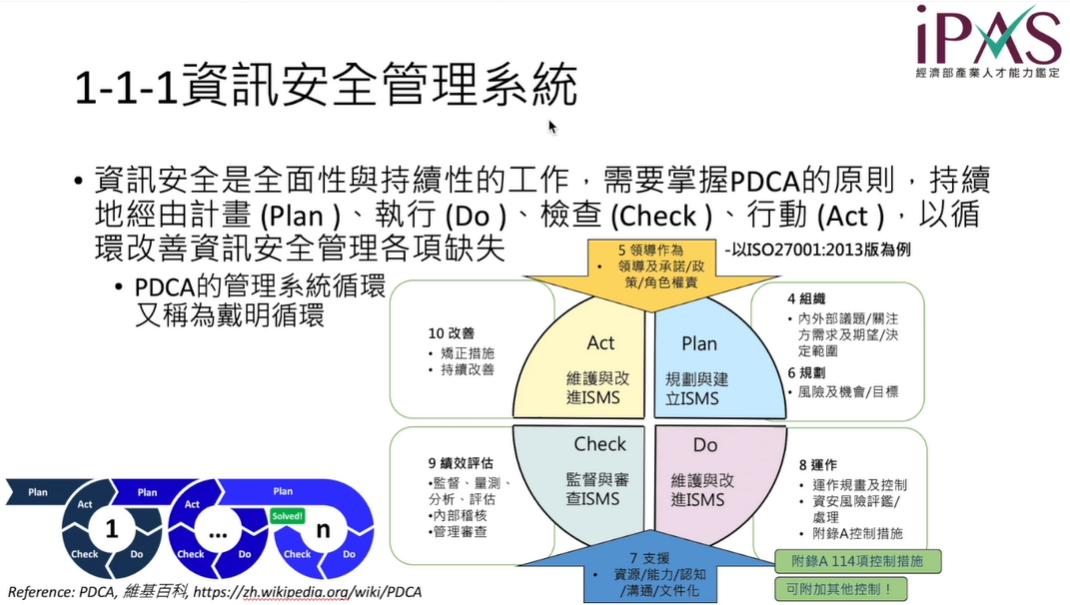 iPAS
經濟部產業人才能力鑑定
1-1-1資訊安全管理系統
• 資訊安全是全面性與持續性的工作，需要掌握PDCA的原則，持續
地經由計畫 (Plan )、執行 (Do )、檢查 (Check )、行動 (Act )，以循
環改善資訊安全管理各項缺失
• PDCA的管理系統循環
又稱為戴明循環
-以ISO27001:2013版為例
5 領導作為
• 領導及承諾/政
策/角色權責
10 改善
• 矯正措施
• 持續改善
Act
維護與改
進ISMS
Plan
規劃與建
立ISMS
4 組織
• 內外部議題/關注
方需求及期望/決
定範圍
6 規劃
• 風險及機會/目標
9 績效評估
•監督、量測、
分析、評估
•內部稽核
•管理審查
Check
監督與審
查ISMS
Do
維護與改
進ISMS
8 運作
• 運作規畫及控制
• 資安風險評鑑/
處理
• 附錄A控制措施
7 支援
• 資源/能力/認知
/溝通/文件化
附錄A 114項控制措施
可附加其他控制！
Plan
Act
1
Check
Do
Plan
Act
...
Check
Do
Plan
Solved!
n
Check
Do
Reference: PDCA, 維基百科, https://zh.wikipedia.org/wiki/PDCA